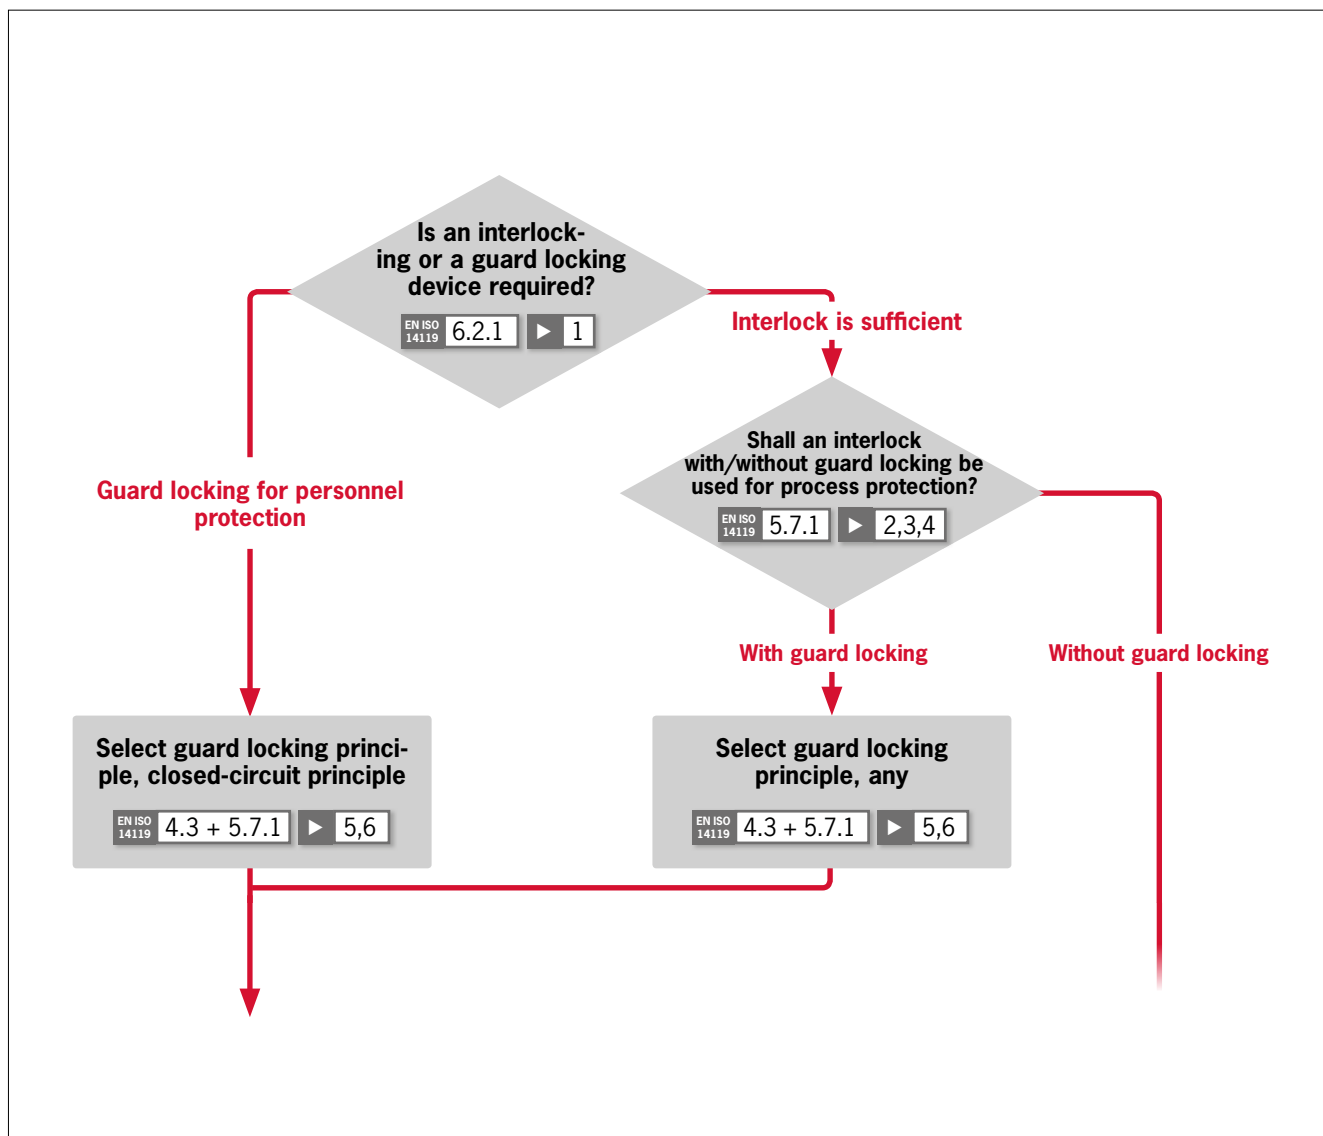 Is an interlock-
ing or a guard locking
device required?
EN ISO
14119
6.2.1
1
Interlock is sufficient
Shall an interlock
with/without guard locking be
used for process protection?
EN ISO
14119
5.7.1
2,3,4
Guard locking for personnel
protection
With guard locking
Without guard locking
Select guard locking princi-
ple, closed-circuit principle
EN ISO
14119
4.3 + 5.7.1
5,6
Select guard locking
principle, any
EN ISO
14119
4.3 + 5.7.1
5,6